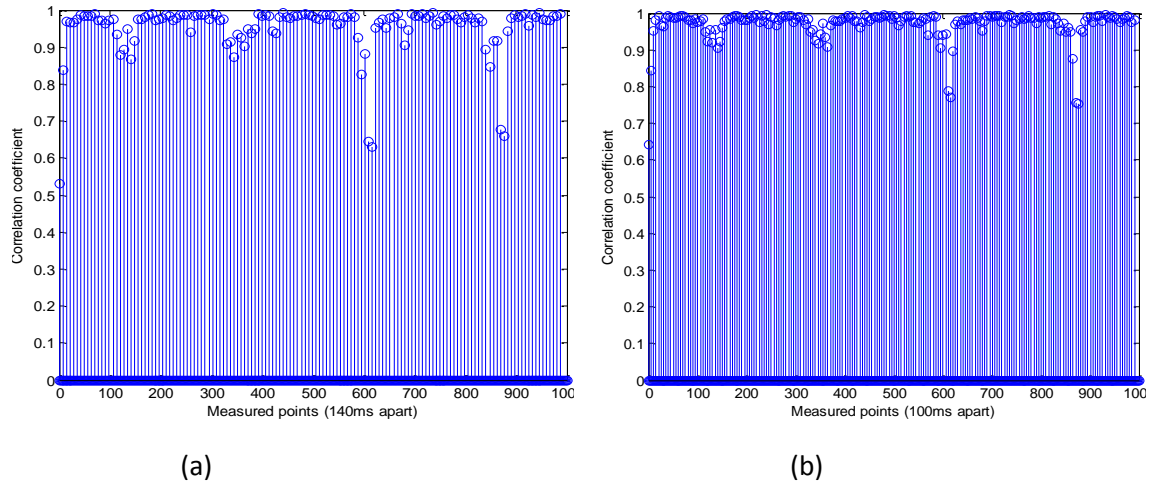 1
0.9
0.8
0.7
0.6
0.5
0.4
0.3
0.2
0.1
0
Correlation coefficient
0 100 200 300 400 500 600 700 800 900 100
Measured points (140ms apart)
(a)
1
0.9
0.8
0.7
0.6
0.5
0.4
0.3
0.2
0.1
0
Correlation coefficient
0 100 200 300 400 500 600 700 800 900 100
Measured points (100ms apart)
(b)